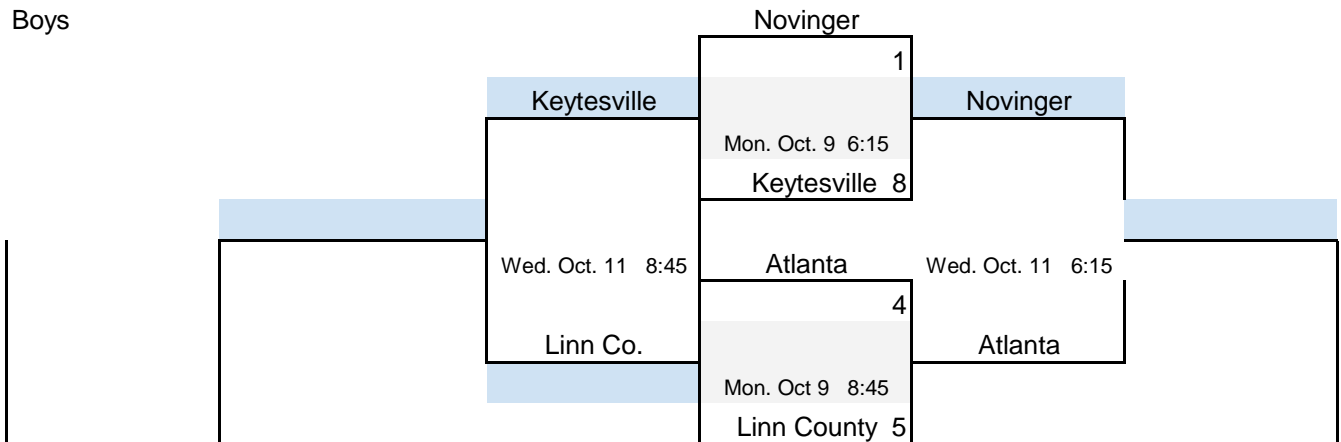 Boys
Novinger
1
Keytesville
Novinger
Mon. Oct. 9 6:15
Keytesville 8
Wed. Oct. 11 8:45
Atlanta
Wed. Oct. 11 6:15
4
Linn Co.
Atlanta
Mon. Oct 9 8:45
Linn County 5